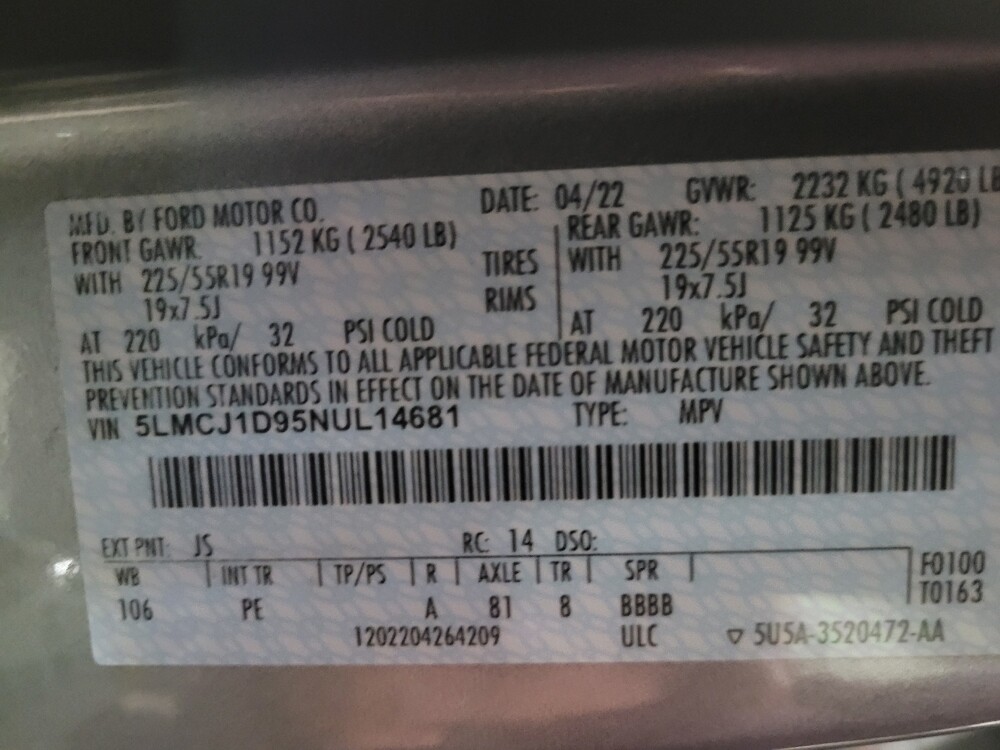 MFD. BY FORD MOTOR CO. DATE: 04/22 GVWR: 2232 KG ( 4920 LB
FRONT GAWR: 1152 KG ( 2540 LB) REAR GAWR: 1125 KG ( 2480 LB)
WITH 225/55R19 99V TIRES WITH 225/55R19 99V
19x7.5J RIMS 19x7.5J
AT 220 kPa/ 32 PSI COLD AT 220 kPa/ 32 PSI COLD
THIS VEHICLE CONFORMS TO ALL APPLICABLE FEDERAL MOTOR VEHICLE SAFETY AND THEFT
PREVENTION STANDARDS IN EFFECT ON THE DATE OF MANUFACTURE SHOWN ABOVE.
VIN 5LMCJ1D95NUL14681 TYPE: MPV
EXT PNT: JS RC: 14 DSO:
WB INT TR TP/PS R AXLE TR SPR F0100
106 PE A 81 8 BBBB T0163
1202204264209 ULC ▽ 5U5A-3520472-AA